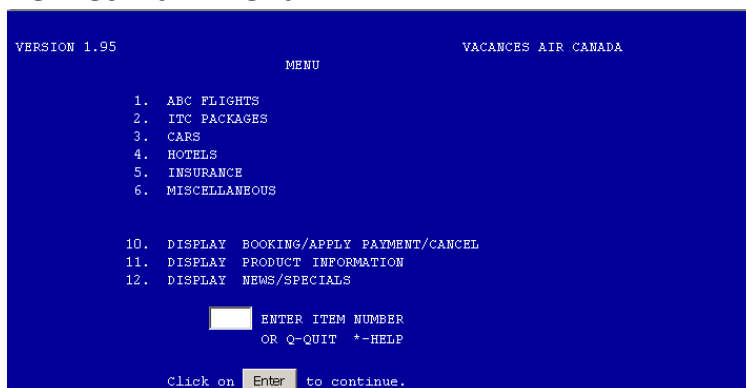 VERSION 1.95 VACANCES AIR CANADA
MENU
1. ABC FLIGHTS
2. ITC PACKAGES
3. CARS
4. HOTELS
5. INSURANCE
6. MISCELLANEOUS
10. DISPLAY BOOKING/APPLY PAYMENT/CANCEL
11. DISPLAY PRODUCT INFORMATION
12. DISPLAY NEWS/SPECIALS
ENTER ITEM NUMBER
OR Q-QUIT *-HELP
Click on Enter to continue.